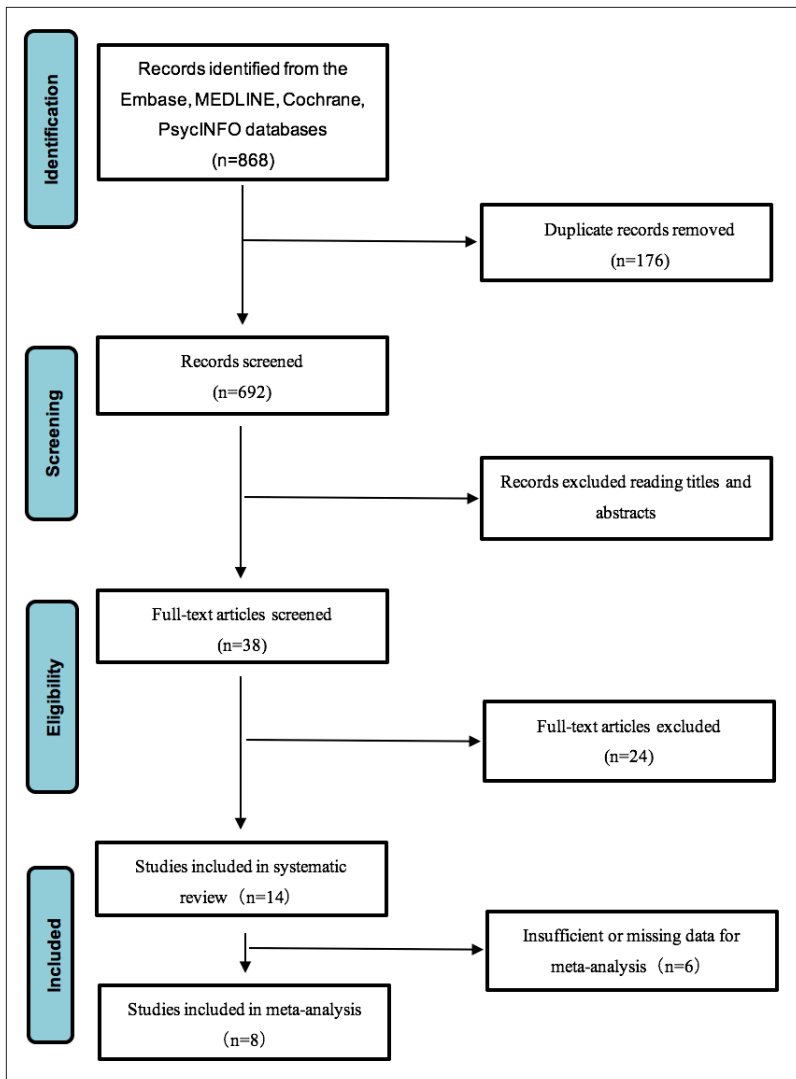 Identification
Records identified from the
Embase, MEDLINE, Cochrane,
PsycINFO databases
(n=868)
Duplicate records removed
(n=176)
Screening
Records screened
(n=692)
Records excluded reading titles and
abstracts
Eligibility
Full-text articles screened
(n=38)
Full-text articles excluded
(n=24)
Included
Studies included in systematic
review（n=14）
Insufficient or missing data for
meta-analysis（n=6）
Studies included in meta-analysis
(n=8)